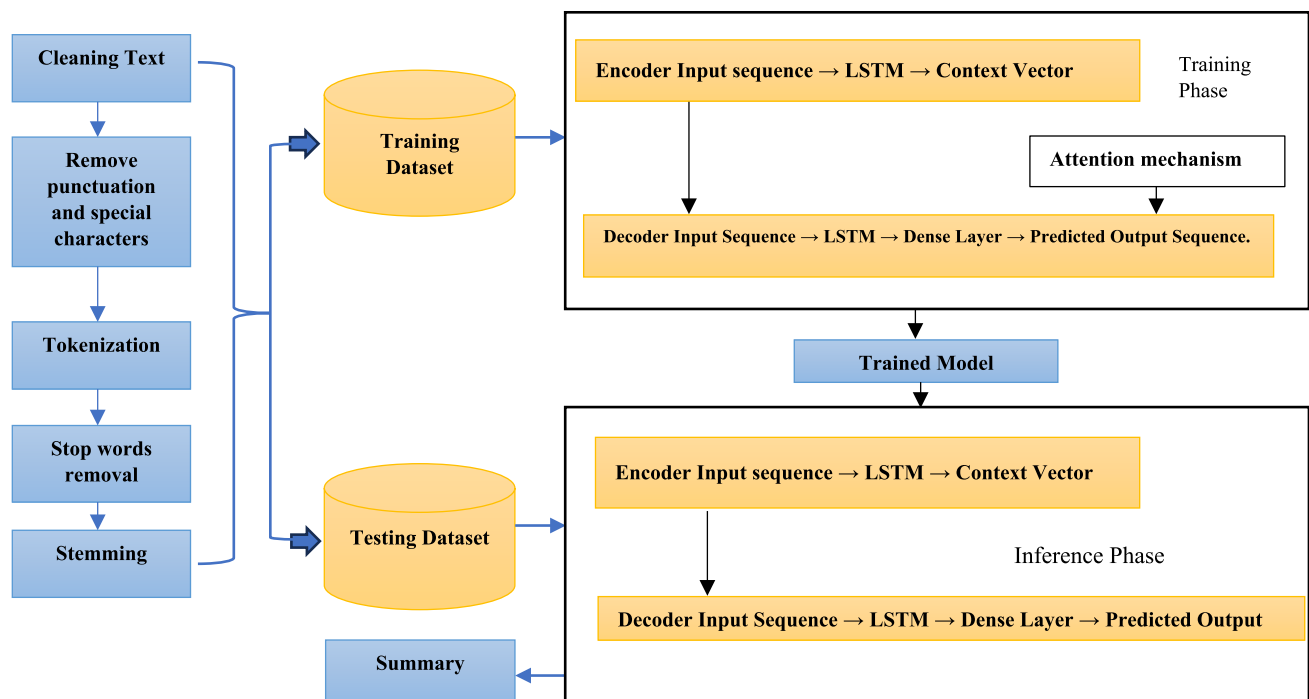 Cleaning Text
Remove
punctuation
and special
characters
Tokenization
Stop words
removal
Stemming
Training
Dataset
Testing Dataset
Summary
Encoder Input sequence → LSTM → Context Vector
Training
Phase
Attention mechanism
Decoder Input Sequence → LSTM → Dense Layer → Predicted Output Sequence.
Trained Model
Encoder Input sequence → LSTM → Context Vector
Inference Phase
Decoder Input Sequence → LSTM → Dense Layer → Predicted Output